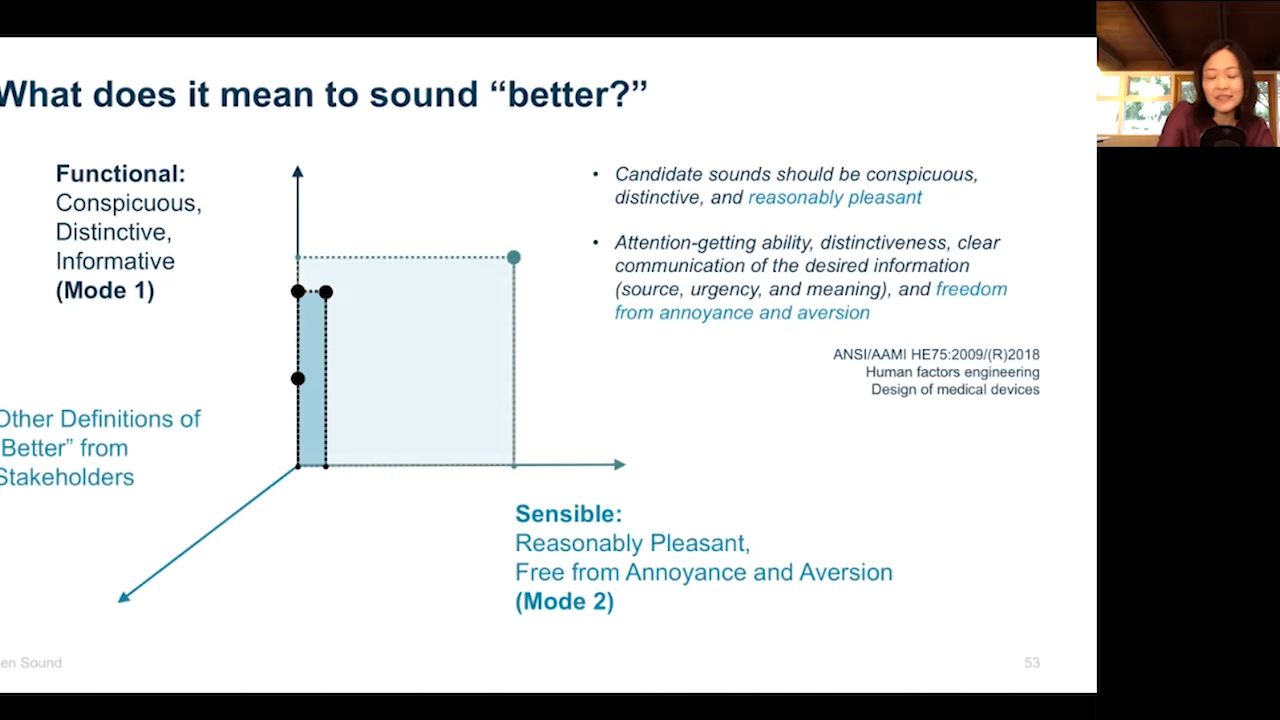 What does it mean to sound “better?”
Functional:
Conspicuous,
Distinctive,
Informative
(Mode 1)
• Candidate sounds should be conspicuous,
distinctive, and reasonably pleasant
• Attention-getting ability, distinctiveness, clear
communication of the desired information
(source, urgency, and meaning), and freedom
from annoyance and aversion
ANSI/AAMI HE75:2009/(R)2018
Human factors engineering
Design of medical devices
Other Definitions of
Better” from
Stakeholders
Sensible:
Reasonably Pleasant,
Free from Annoyance and Aversion
(Mode 2)
en Sound
53